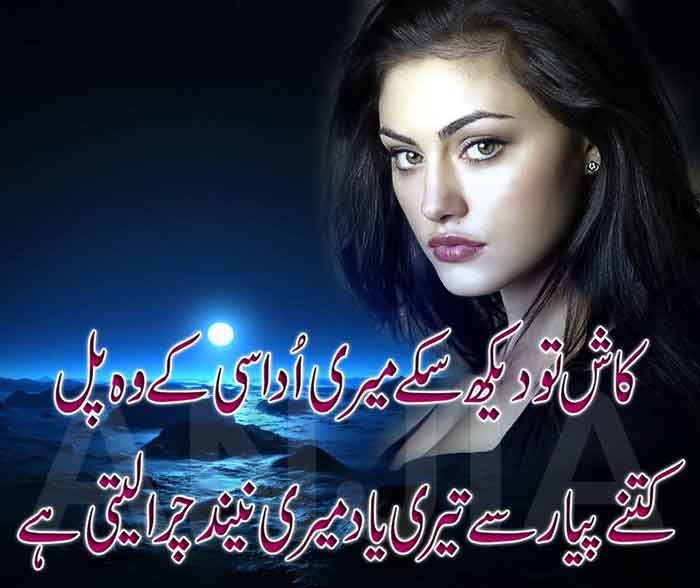 کاش تو دیکھ سکے میری اُداسی کے وہ پل
کتنے پیار سے تیری یاد میری نیند چرا لیتی ہے
ANJIA